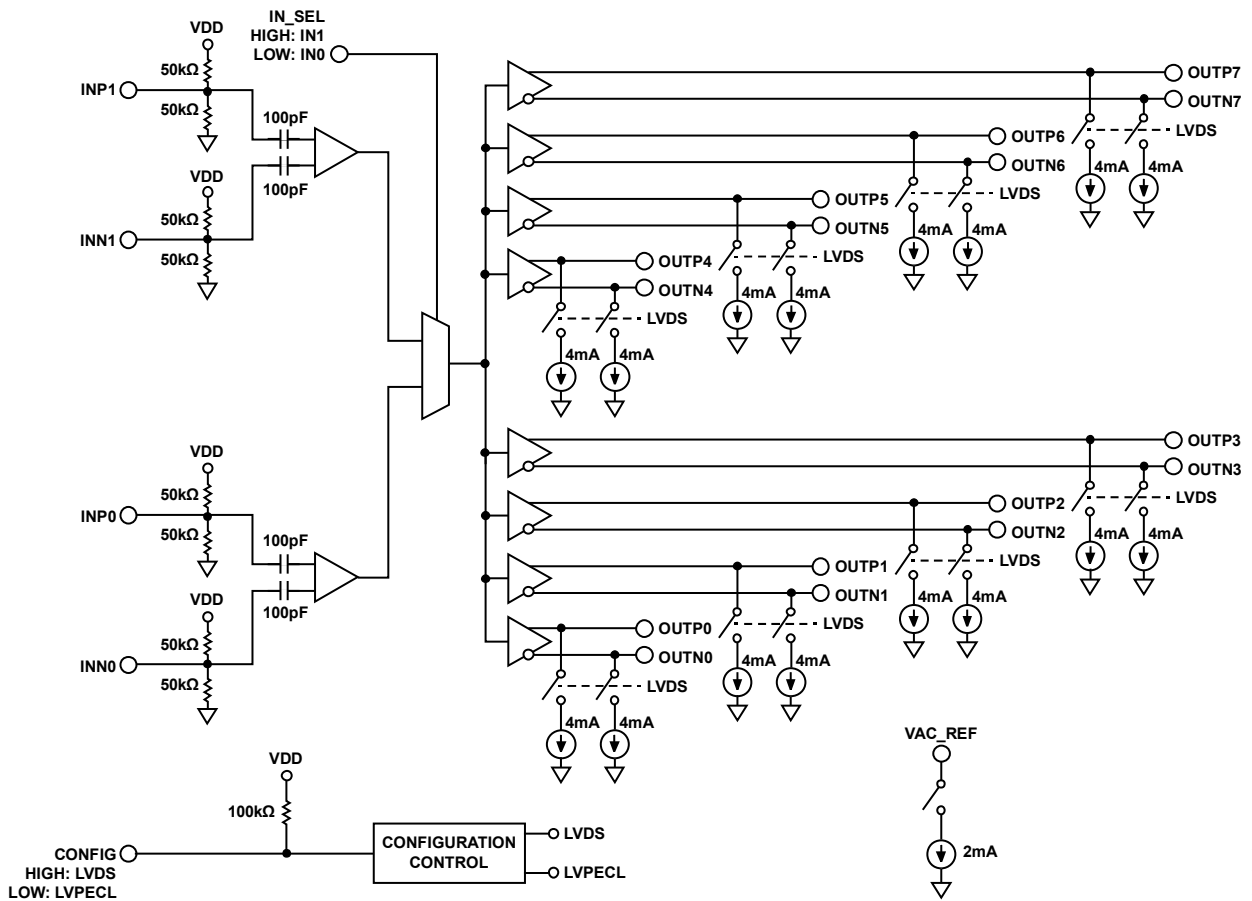 IN_SEL
HIGH: IN1
LOW: IN0
VDD
50kΩ
INP1
50kΩ
100pF
100pF
VDD
50kΩ
INN1
50kΩ
OUTP7
OUTN7
LVDS
4mA
4mA
OUTP6
OUTN6
LVDS
4mA
4mA
OUTP5
OUTN5
LVDS
4mA
4mA
OUTP4
OUTN4
LVDS
4mA
4mA
VDD
50kΩ
INP0
50kΩ
100pF
100pF
VDD
50kΩ
INN0
50kΩ
OUTP3
OUTN3
LVDS
4mA
4mA
OUTP2
OUTN2
LVDS
4mA
4mA
OUTP1
OUTN1
LVDS
4mA
4mA
OUTP0
OUTN0
LVDS
4mA
4mA
VDD
100kΩ
CONFIG
HIGH: LVDS
LOW: LVPECL
CONFIGURATION
CONTROL
LVDS
LVPECL
VAC_REF
2mA